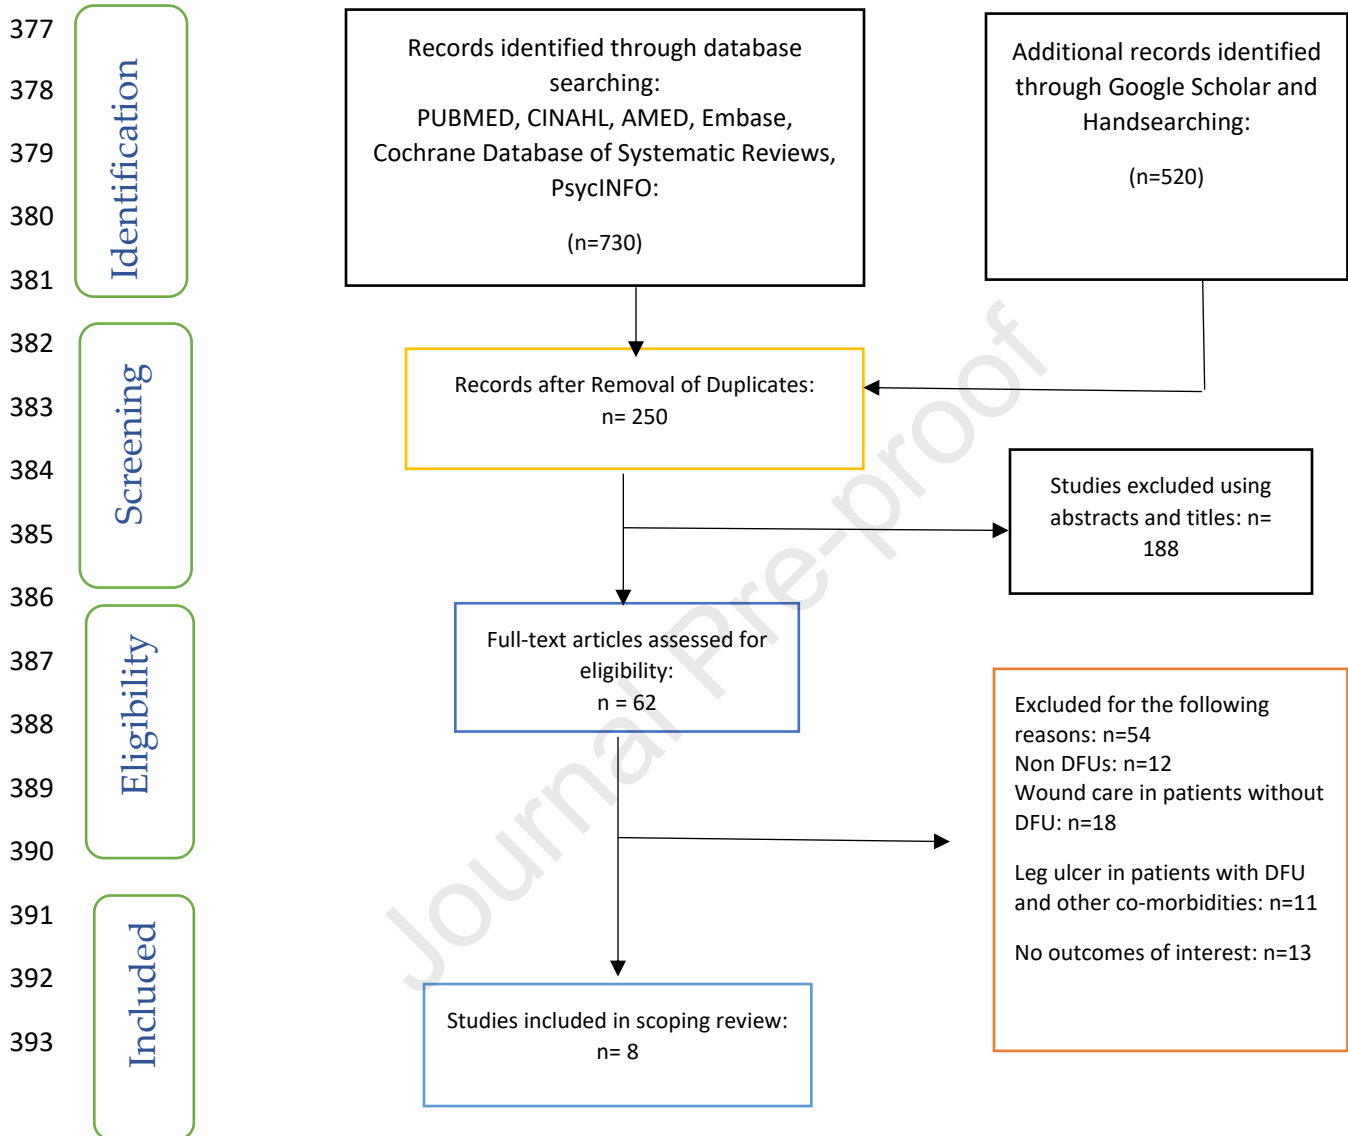 377
378
379
380
381
382
383
384
385
386
387
388
389
390
391
392
393
Identification
Records identified through database
searching:
PUBMED, CINAHL, AMED, Embase,
Cochrane Database of Systematic Reviews,
PsycINFO:
(n=730)
Additional records identified
through Google Scholar and
Handsearching:
(n=520)
Screening
Records after Removal of Duplicates:
n= 250
Studies excluded using
abstracts and titles: n=
188
Eligibility
Full-text articles assessed for
eligibility:
n = 62
Excluded for the following
reasons: n=54
Non DFUs: n=12
Wound care in patients without
DFU: n=18
Leg ulcer in patients with DFU
and other co-morbidities: n=11
No outcomes of interest: n=13
Included
Studies included in scoping review:
n= 8
Journal Pre-proof